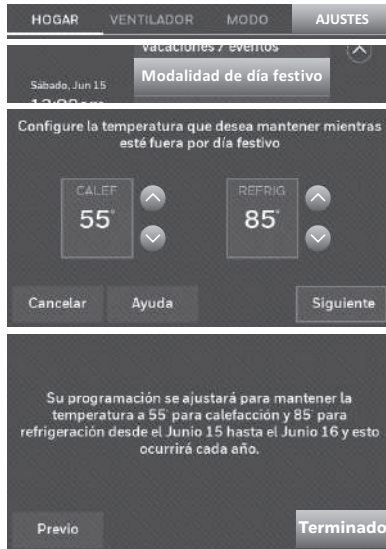 HOGAR VENTILADOR MODO AJUSTES
Vacaciones / eventos
Modalidad de día festivo
Sábado, Jun 15
Configure la temperatura que desea mantener mientras
esté fuera por día festivo
CALEF REFRIG
55° 85°
Cancelar Ayuda Siguiente
Su programación se ajustará para mantener la
temperatura a 55° para calefacción y 85° para
refrigeración desde el Junio 15 hasta el Junio 16 y esto
ocurrirá cada año.
Previo Terminado